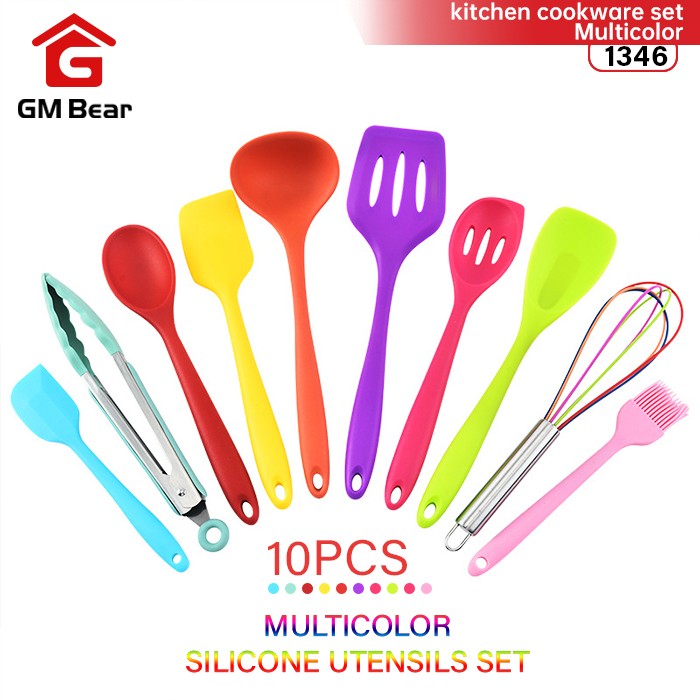 kitchen cookware set
Multicolor
1346
G
GM Bear
10PCS
MULTICOLOR
SILICONE UTENSILS SET